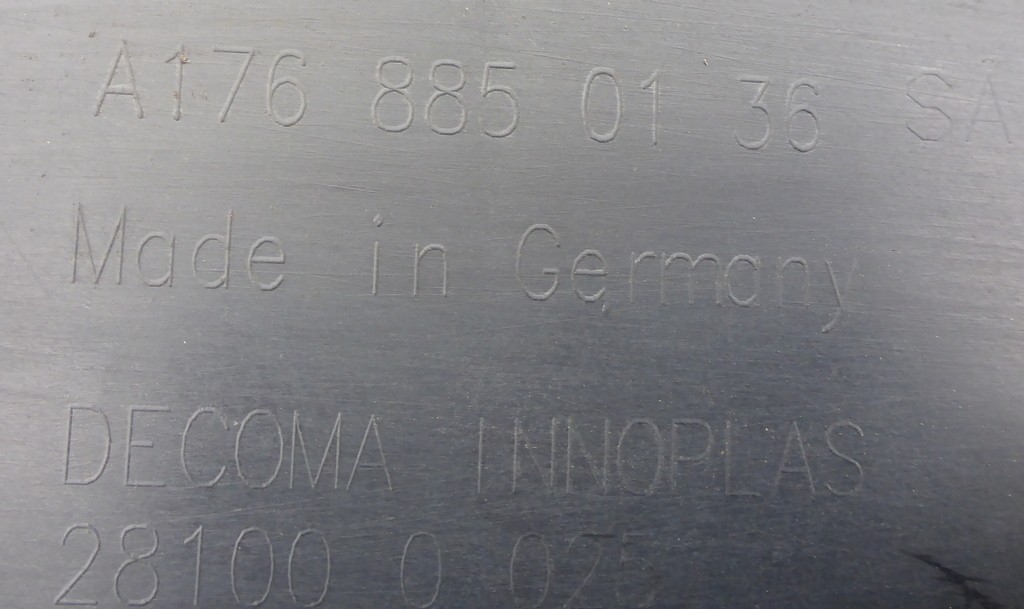 A176 885 01 36 SA
Made in Germany
DECOMA INNOPLAS
28100 0 025